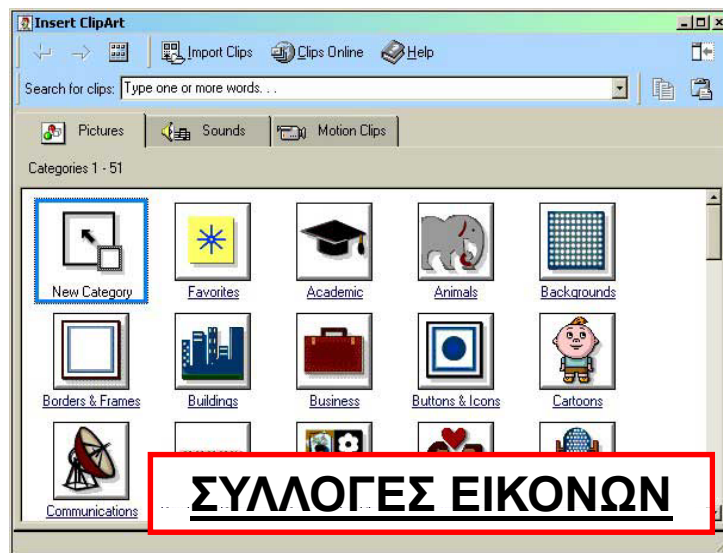 Insert ClipArt
Import Clips Clips Online Help
Search for clips: Type one or more words. . .
Pictures Sounds Motion Clips
Categories 1 - 51
New Category Favorites Academic Animals Backgrounds
Borders & Frames Buildings Business Buttons & Icons Cartoons
Communications
ΣΥΛΛΟΓΕΣ ΕΙΚΟΝΩΝ